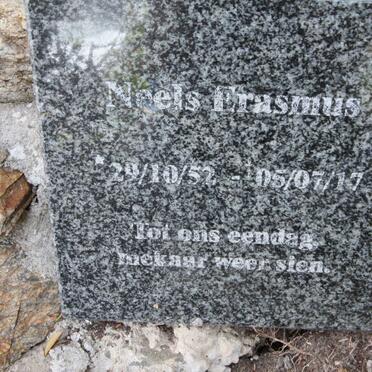 Neels Erasmus
*29/10/52 - †05/07/17
Tot ons eendag,
mekaar weer sien.